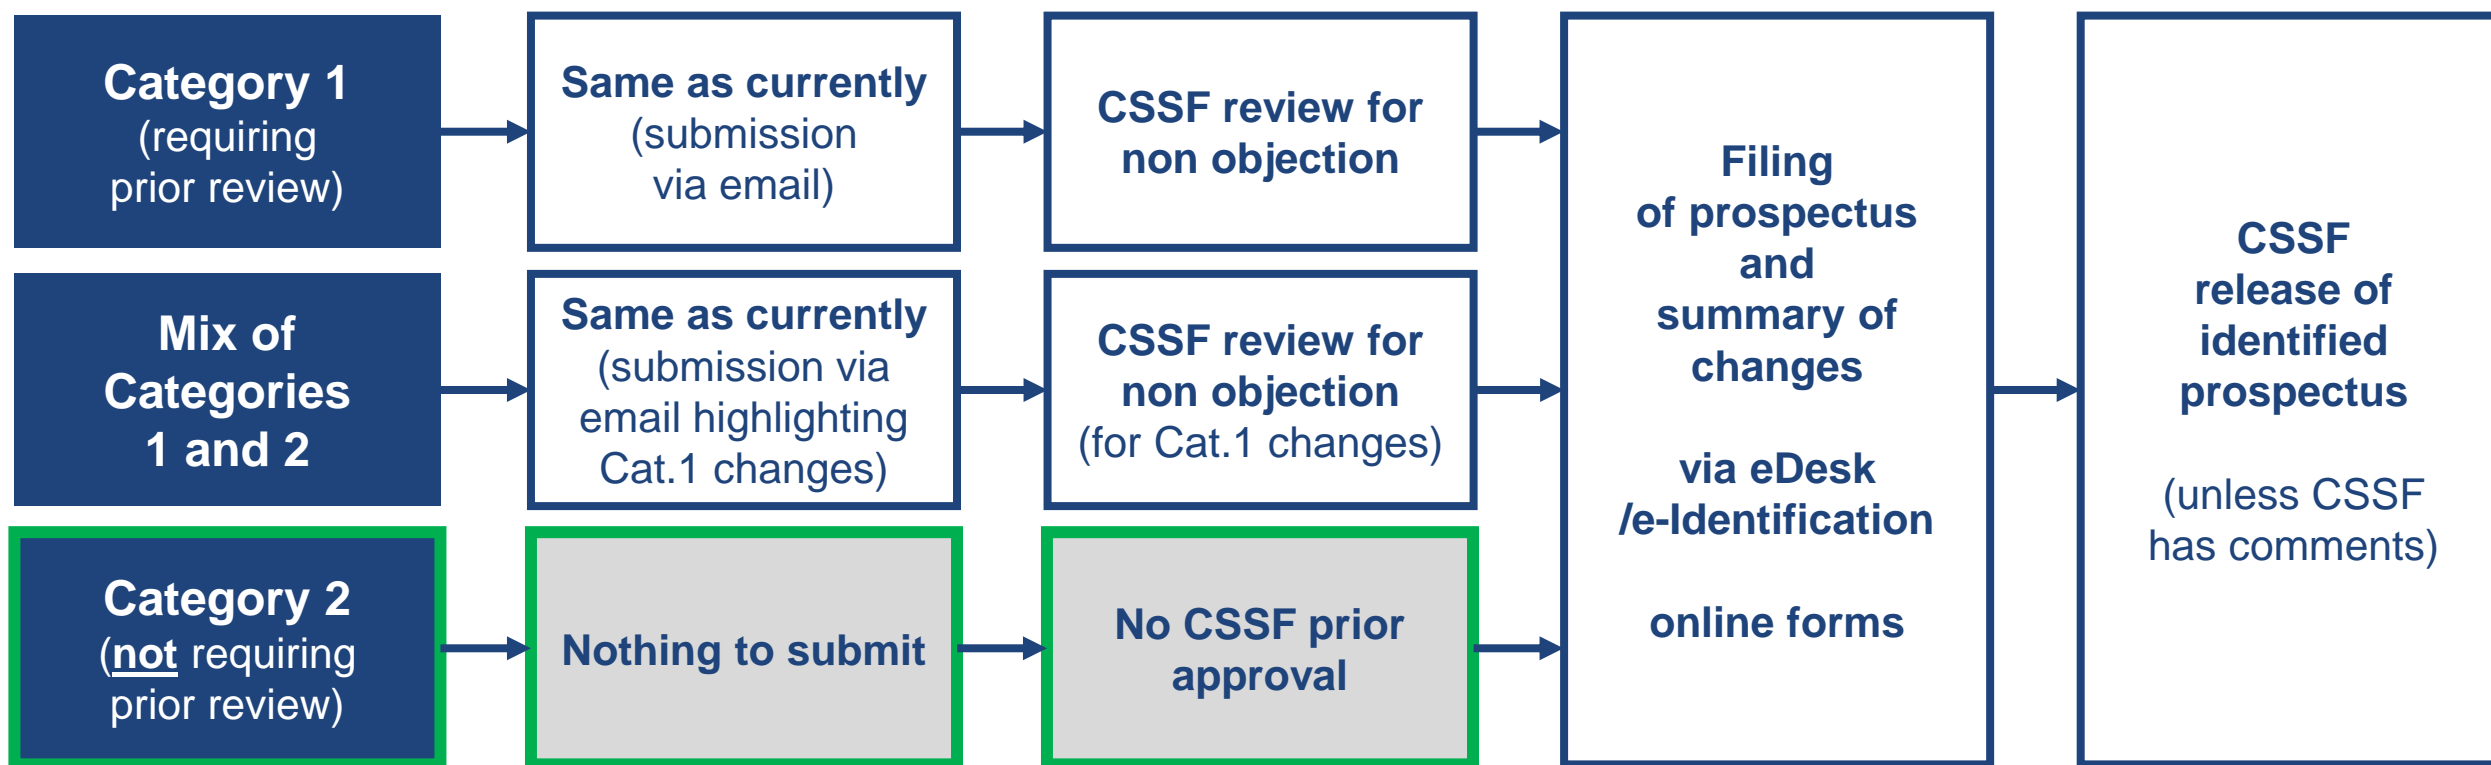 Category 1
(requiring
prior review)
Same as currently
(submission
via email)
CSSF review for
non objection
Mix of
Categories
1 and 2
Same as currently
(submission via
email highlighting
Cat.1 changes)
CSSF review for
non objection
(for Cat.1 changes)
Category 2
(not requiring
prior review)
Nothing to submit
No CSSF prior
approval
Filing
of prospectus
and
summary of
changes
via eDesk
/e-Identification
online forms
CSSF
release of
identified
prospectus
(unless CSSF
has comments)